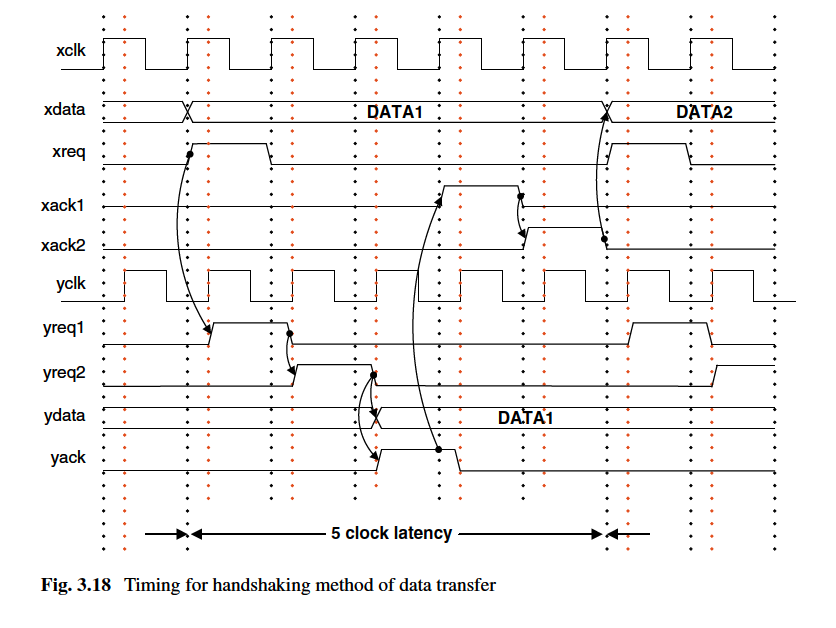 xclk
xdata DATA1 DATA2
xreq
xack1
xack2
yclk
yreq1
yreq2
ydata DATA1
yack
5 clock latency
Fig. 3.18 Timing for handshaking method of data transfer